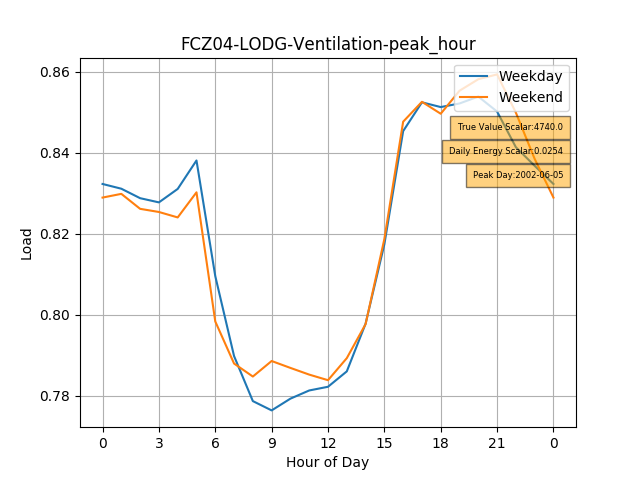 FCZ04-LODG-Ventilation-peak_hour
0.86
0.84
0.82
0.80
0.78
Load
Weekday
Weekend
True Value Scalar:4740.0
Daily Energy Scalar:0.0254
Peak Day:2002-06-05
0 3 6 9 12 15 18 21 0
Hour of Day